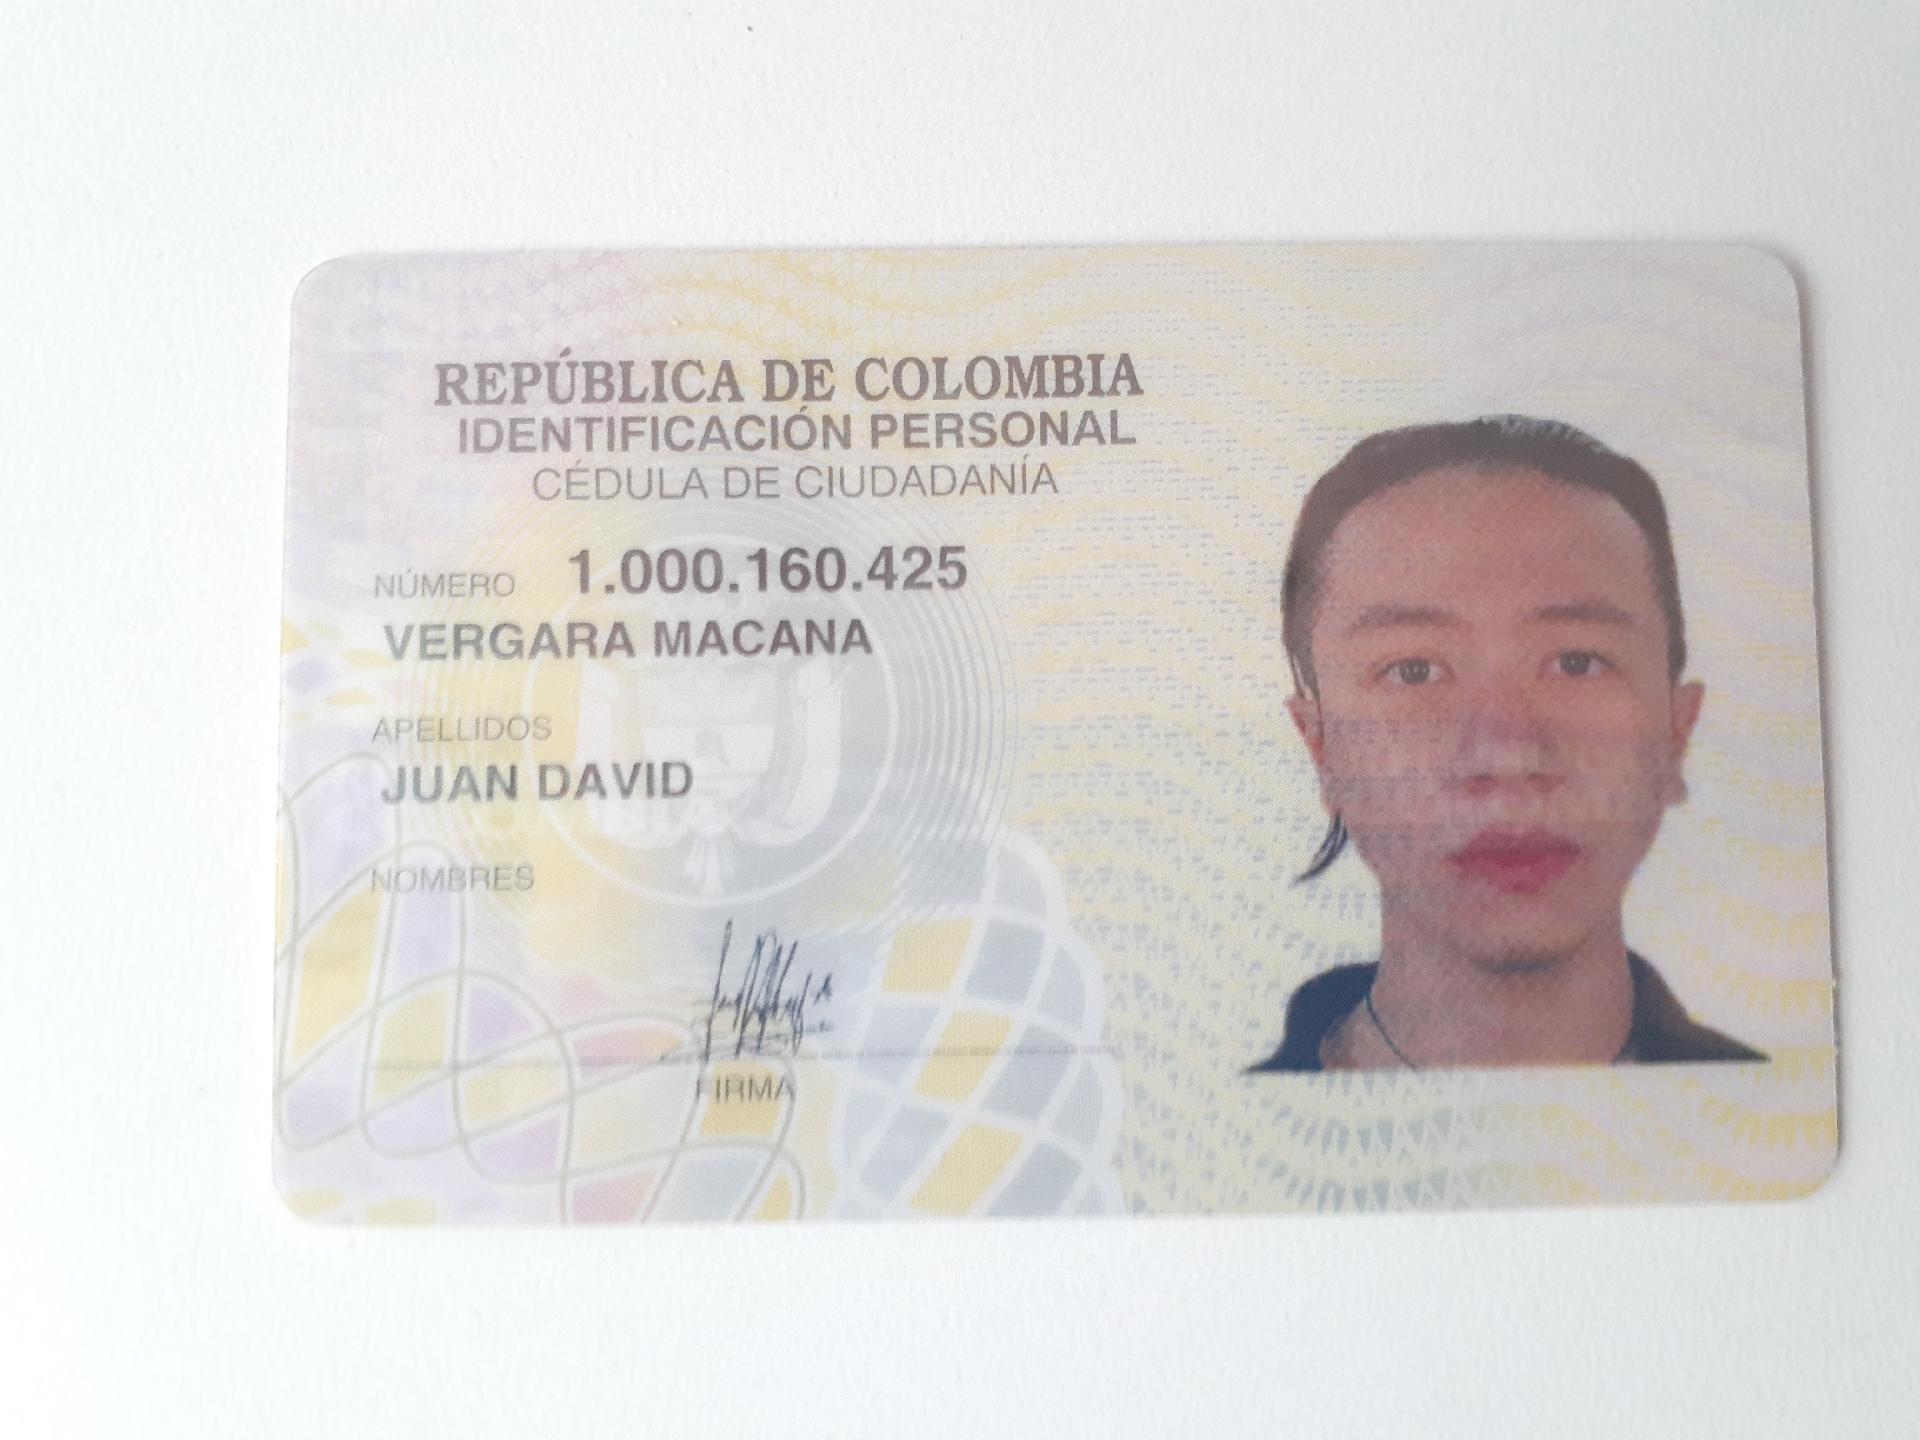 REPÚBLICA DE COLOMBIA
IDENTIFICACIÓN PERSONAL
CÉDULA DE CIUDADANÍA
NÚMERO 1.000.160.425
VERGARA MACANA
APELLIDOS
JUAN DAVID
NOMBRES
FIRMA